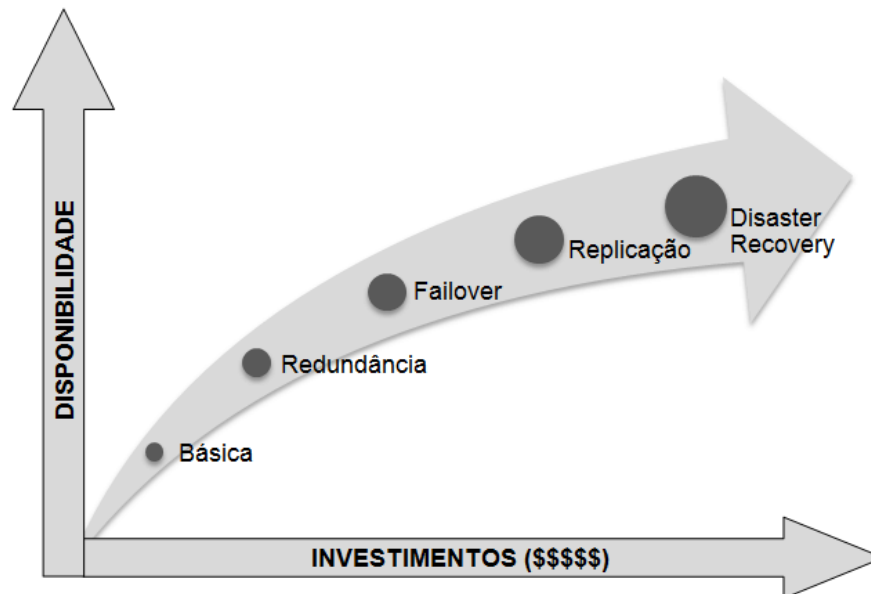 DISPONIBILIDADE
Disaster
Recovery
Replicação
Failover
Redundância
Básica
INVESTIMENTOS ($$$$$)